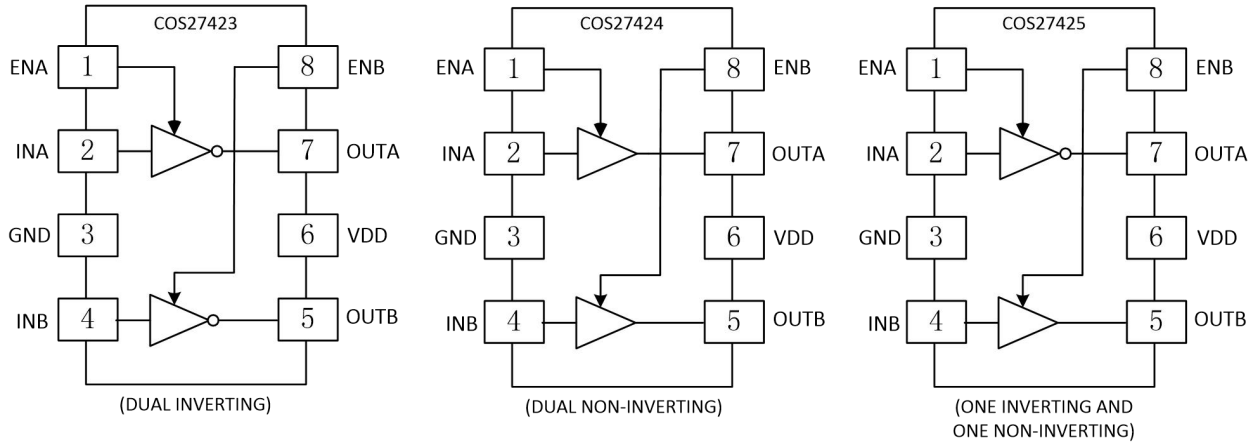 COS27423
ENA 1 8 ENB
INA 2 7 OUTA
GND 3 6 VDD
INB 4 5 OUTB
(DUAL INVERTING)
COS27424
ENA 1 8 ENB
INA 2 7 OUTA
GND 3 6 VDD
INB 4 5 OUTB
(DUAL NON-INVERTING)
COS27425
ENA 1 8 ENB
INA 2 7 OUTA
GND 3 6 VDD
INB 4 5 OUTB
(ONE INVERTING AND
ONE NON-INVERTING)